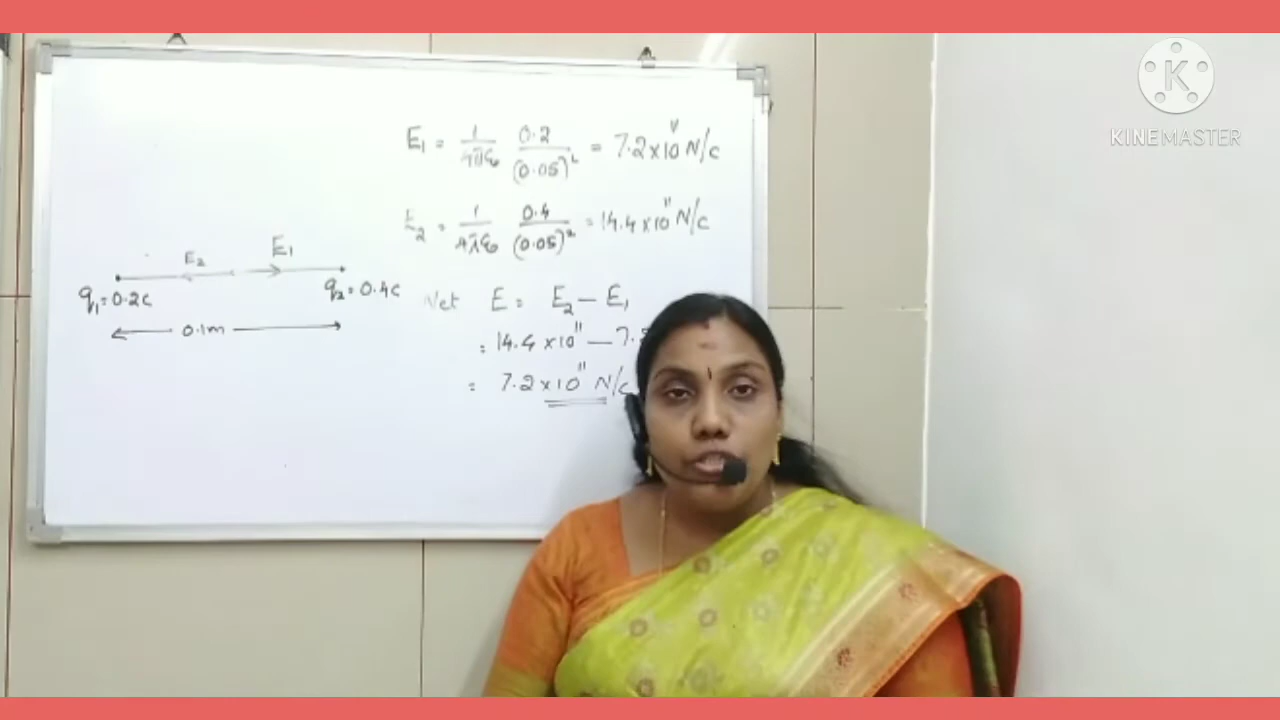 E₁ = 1/4πε₀ 0.2/(0.05)² = 7.2×10¹¹ N/C
E₂ = 1/4πε₀ 0.4/(0.05)² = 14.4×10¹¹ N/C
E₂ E₁
q₁=0.2C q₂=0.4C
0.1m
Net E = E₂ — E₁
= 14.4×10¹¹ — 7.
= 7.2×10¹¹ N/C
K
KINEMASTER